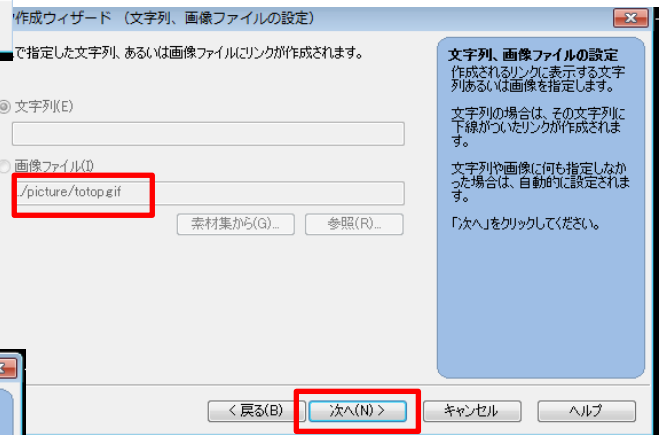 作成ウィザード （文字列、画像ファイルの設定）
で指定した文字列、あるいは画像ファイルにリンクが作成されます。
文字列(E)
画像ファイル(I)
./picture/totop.gif
素材集から(G)...
参照(R)...
文字列、画像ファイルの設定
作成されるリンクに表示する文字
列あるいは画像を指定します。
文字列の場合は、その文字列に
下線がついたリンクが作成されま
す。
文字列や画像に何も指定しなか
った場合は、自動的に設定されま
す。
「次へ」をクリックしてください。
< 戻る(B)
次へ(N) >
キャンセル
ヘルプ